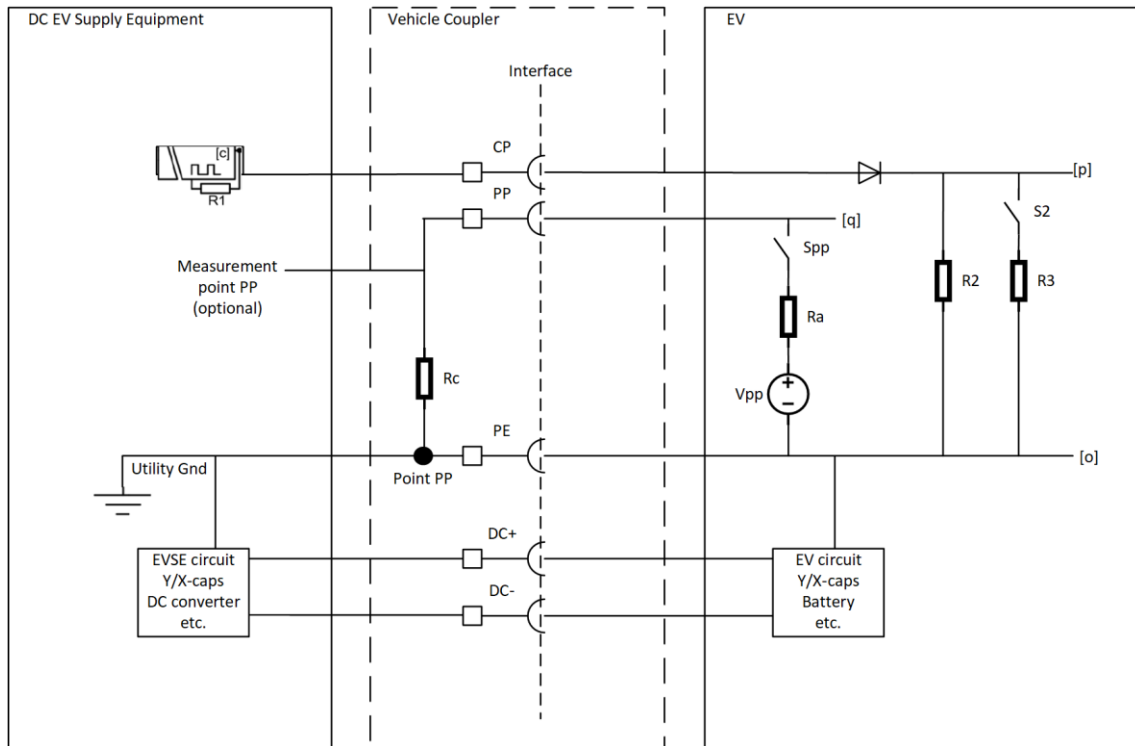 DC EV Supply Equipment
Vehicle Coupler
EV
Interface
[c]
R1
CP
[p]
PP
[q]
S2
Spp
Measurement
point PP
(optional)
R2
R3
Ra
Rc
Vpp
+
−
PE
Utility Gnd
Point PP
[o]
DC+
EVSE circuit
Y/X-caps
DC converter
etc.
EV circuit
Y/X-caps
Battery
etc.
DC-